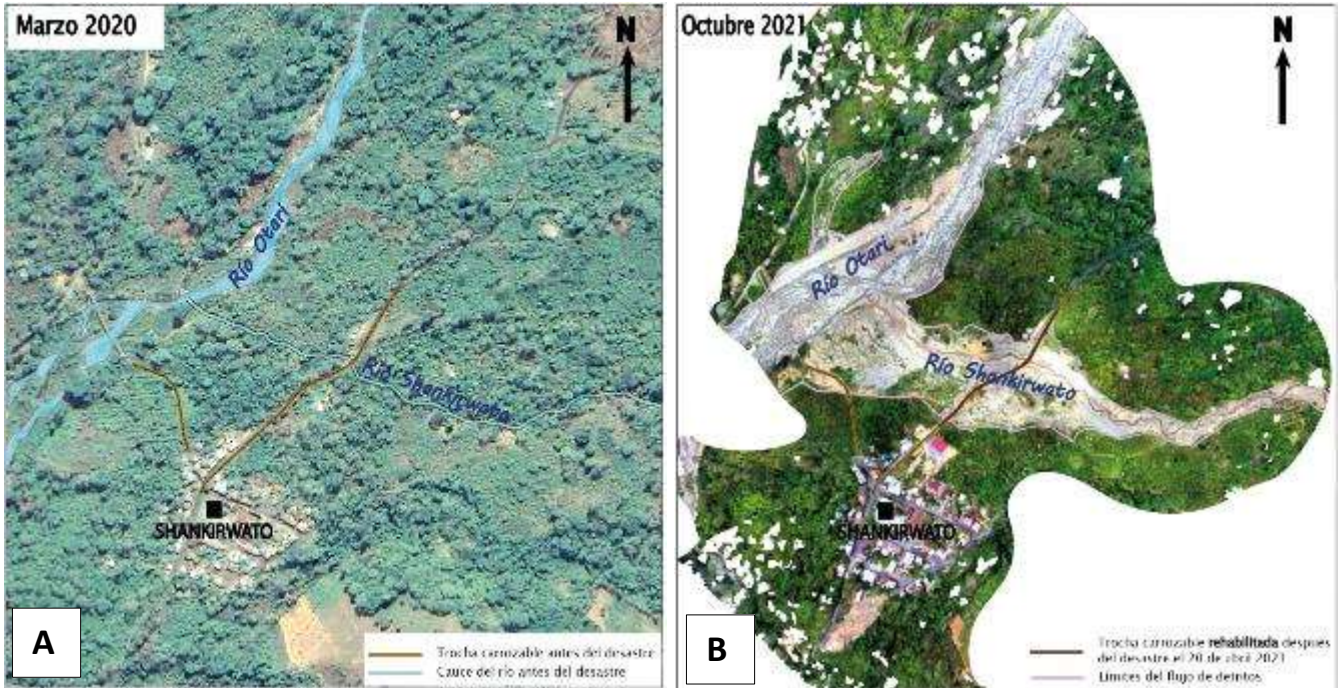 Marzo 2020
N
Río Otari
Río Shankirwato
SHANKIRWATO
A
Trocha carrozable antes del desastre
Cauce del río antes del desastre
Octubre 2021
N
Río Otari
Río Shankirwato
SHANKIRWATO
B
Trocha carrozable rehabilitada después
del desastre el 20 de abril 2021
Límites del flujo de detritos